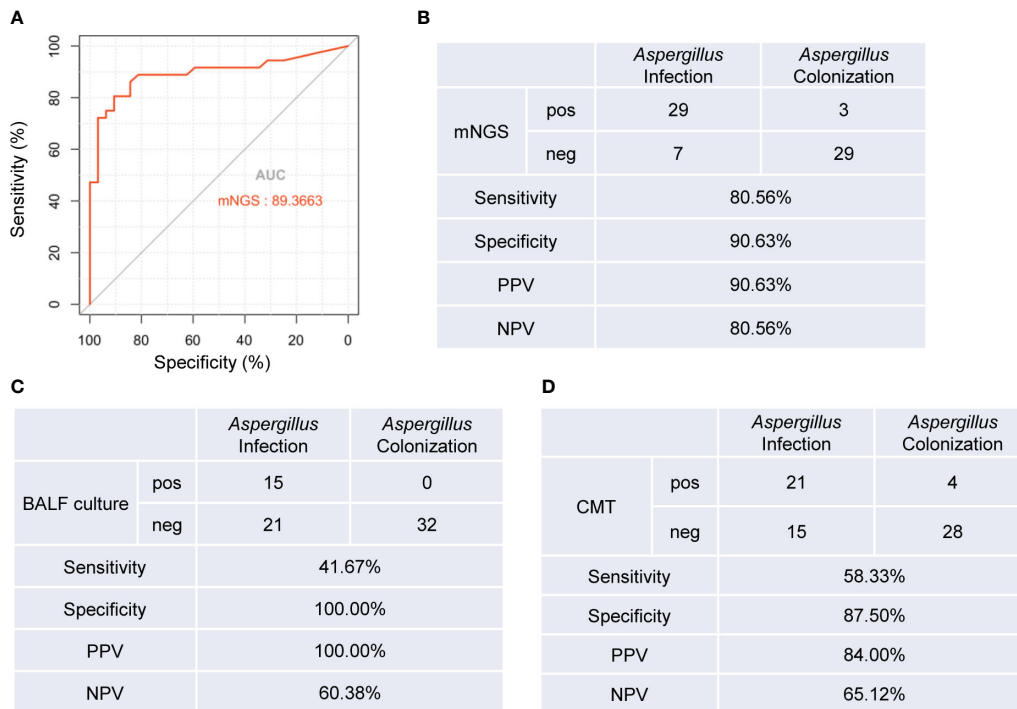 A
Sensitivity (%)
100
80
60
40
20
0
AUC
mNGS : 89.3663
100 80 60 40 20 0
Specificity (%)
B
Aspergillus Infection Aspergillus Colonization
mNGS pos 29 3
neg 7 29
Sensitivity 80.56%
Specificity 90.63%
PPV 90.63%
NPV 80.56%
C
Aspergillus Infection Aspergillus Colonization
BALF culture pos 15 0
neg 21 32
Sensitivity 41.67%
Specificity 100.00%
PPV 100.00%
NPV 60.38%
D
Aspergillus Infection Aspergillus Colonization
CMT pos 21 4
neg 15 28
Sensitivity 58.33%
Specificity 87.50%
PPV 84.00%
NPV 65.12%